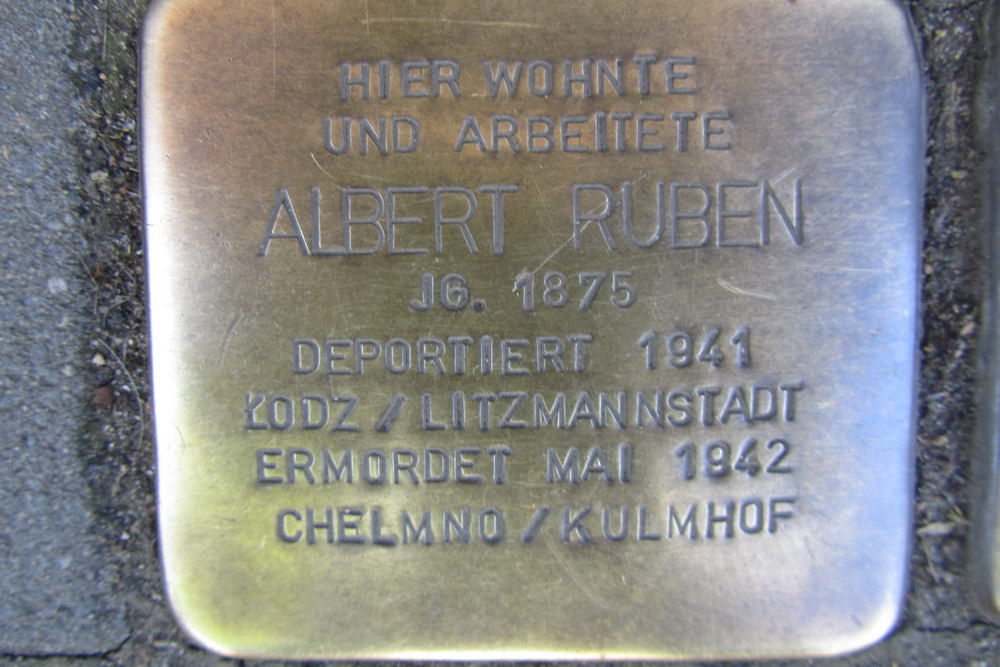 HIER WOHNTE
UND ARBEITETE
ALBERT RUBEN
JG. 1875
DEPORTIERT 1941
ŁODZ / LITZMANNSTADT
ERMORDET MAI 1942
CHELMNO / KULMHOF